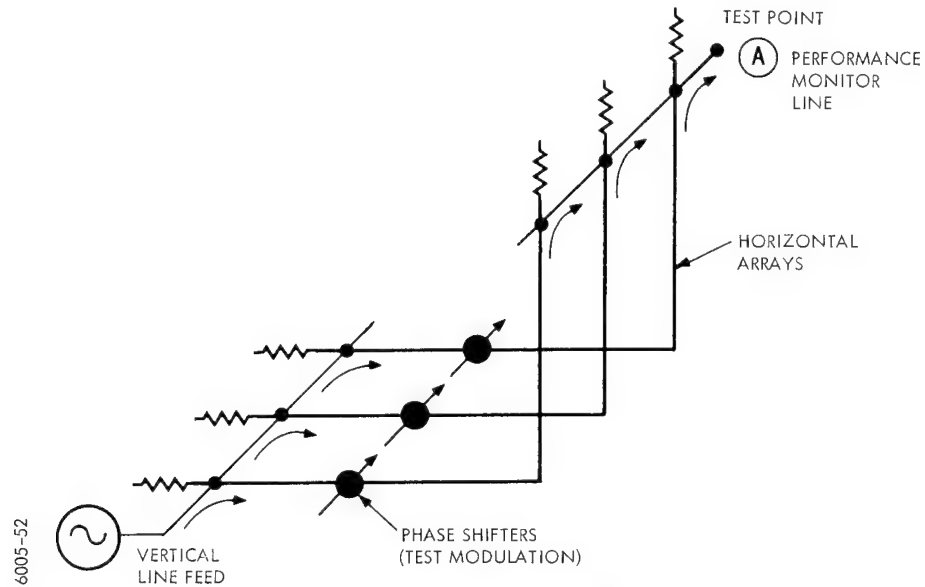 TEST POINT
A
PERFORMANCE
MONITOR
LINE
HORIZONTAL
ARRAYS
PHASE SHIFTERS
(TEST MODULATION)
VERTICAL
LINE FEED
6005-52